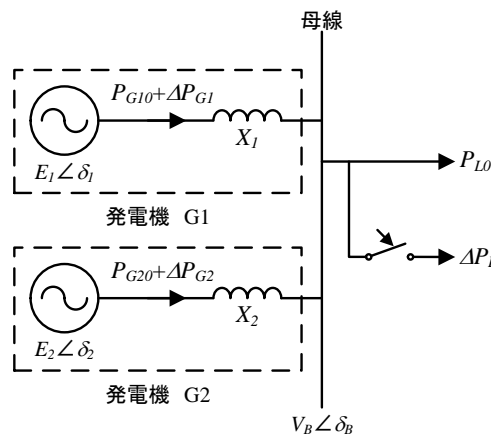 母線
P_{G10}+ΔP_{G1}
X_1
E_1∠δ_1
発電機 G1
P_{L0}
P_{G20}+ΔP_{G2}
ΔP
X_2
E_2∠δ_2
発電機 G2
V_B∠δ_B